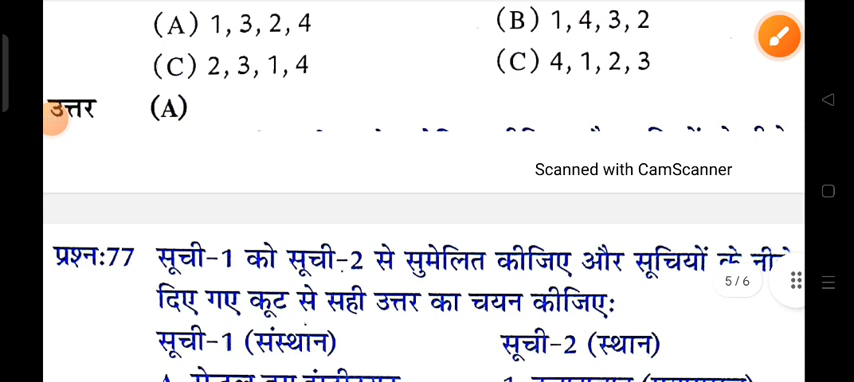 (A) 1, 3, 2, 4 (B) 1, 4, 3, 2
(C) 2, 3, 1, 4 (C) 4, 1, 2, 3
उत्तर (A)
Scanned with CamScanner
प्रश्न:77 सूची-1 को सूची-2 से सुमेलित कीजिए और सूचियों
5 / 6
दिए गए कूट से सही उत्तर का चयन कीजिए:
सूची-1 (संस्थान) सूची-2 (स्थान)